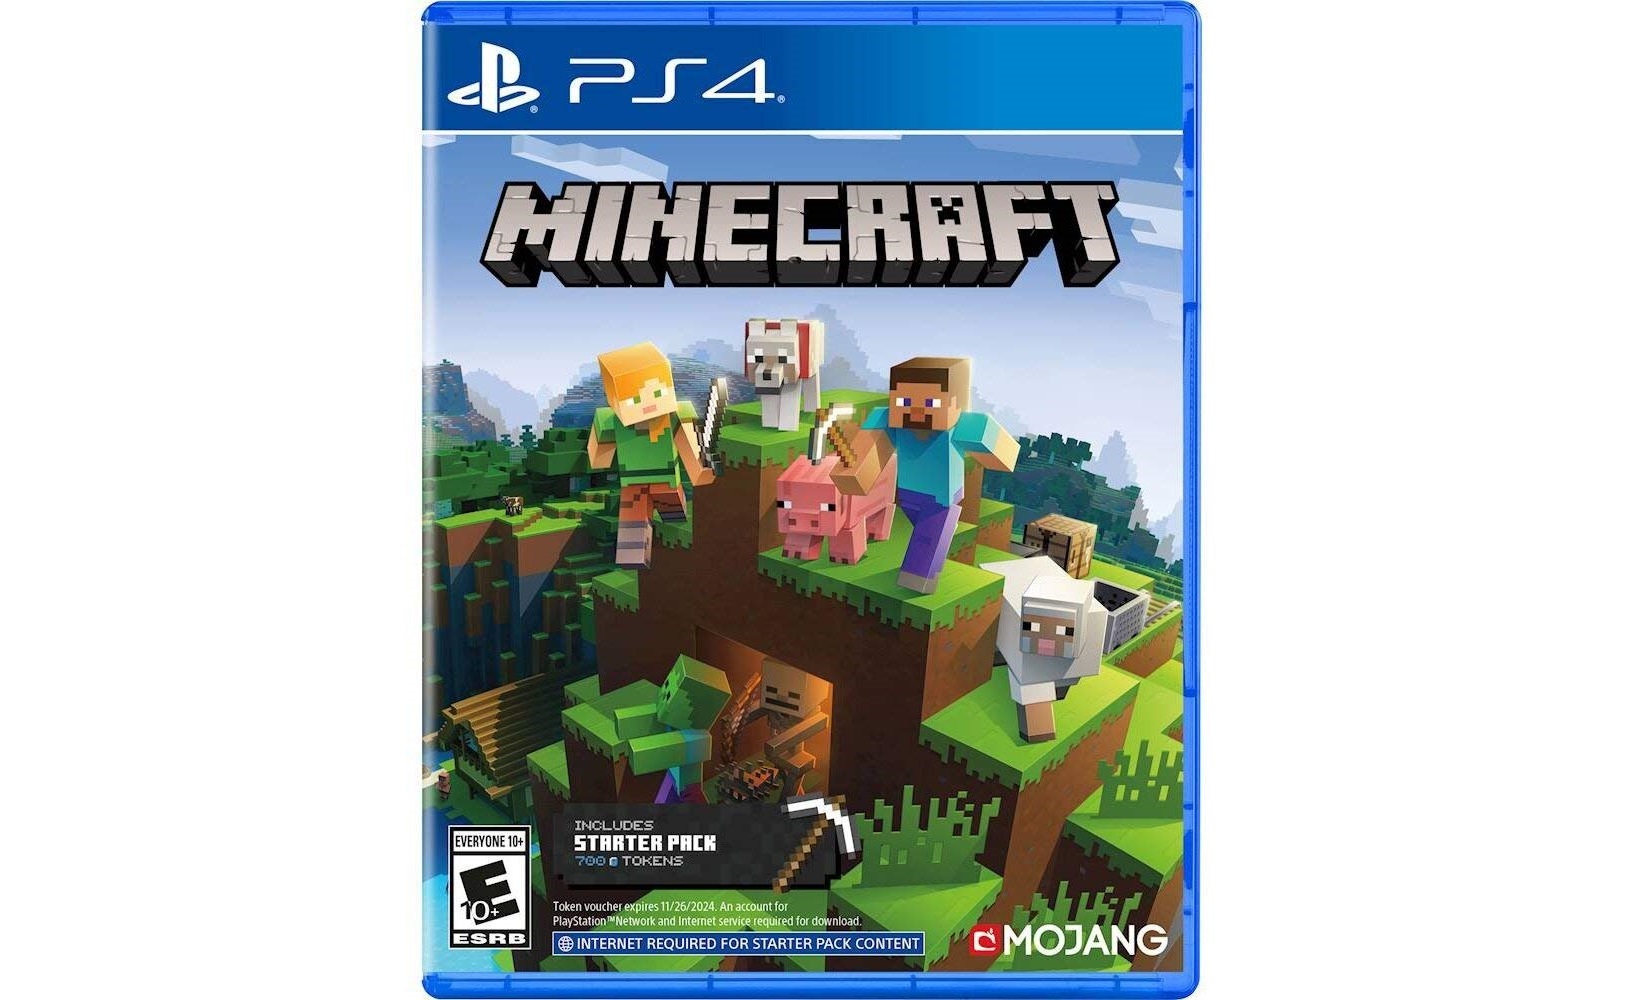 PS4
MINECRAFT
INCLUDES
STARTER PACK
700 TOKENS
EVERYONE 10+
E
10+
ESRB
Token voucher expires 11/26/2024. An account for
PlayStation™Network and Internet service required for download.
INTERNET REQUIRED FOR STARTER PACK CONTENT
MOJANG